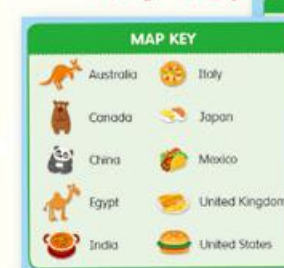 MAP KEY
Australia
Italy
Canada
Japan
China
Mexico
Egypt
United Kingdom
India
United States